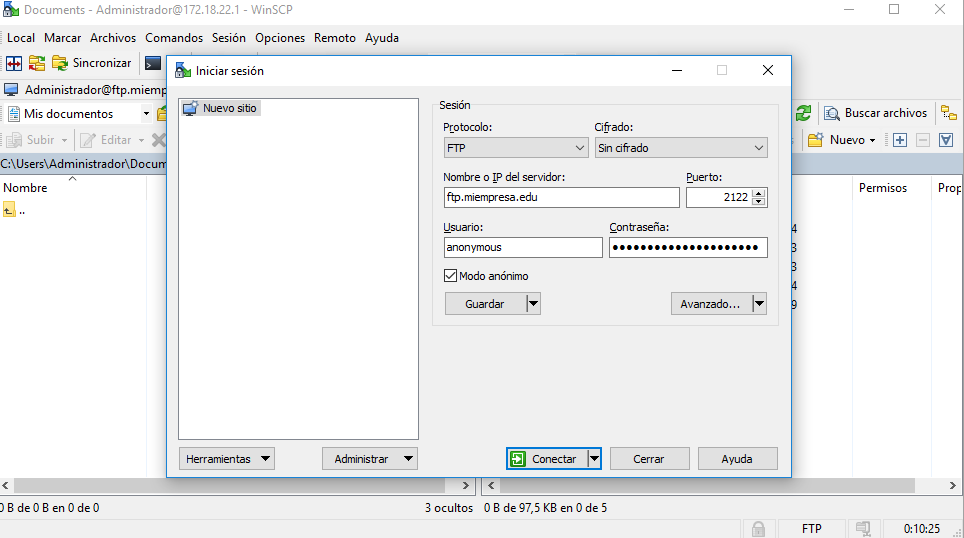 Documents - Administrador@172.18.22.1 - WinSCP
Local Marcar Archivos Comandos Sesión Opciones Remoto Ayuda
Sincronizar
Administrador@ftp.miemp
Mis documentos
Buscar archivos
Subir Editar
Nuevo
C:\Users\Administrador\Docum
Nombre
Permisos Prop
..
4
3
3
4
9
Iniciar sesión
Nuevo sitio
Sesión
Protocolo: Cifrado:
FTP Sin cifrado
Nombre o IP del servidor: Puerto:
ftp.miempresa.edu 2122
Usuario: Contraseña:
anonymous ●●●●●●●●●●●●●●●●●●●●●
Modo anónimo
Guardar Avanzado...
Herramientas Administrar Conectar Cerrar Ayuda
0 B de 0 B en 0 de 0 3 ocultos 0 B de 97,5 KB en 0 de 5
FTP 0:10:25